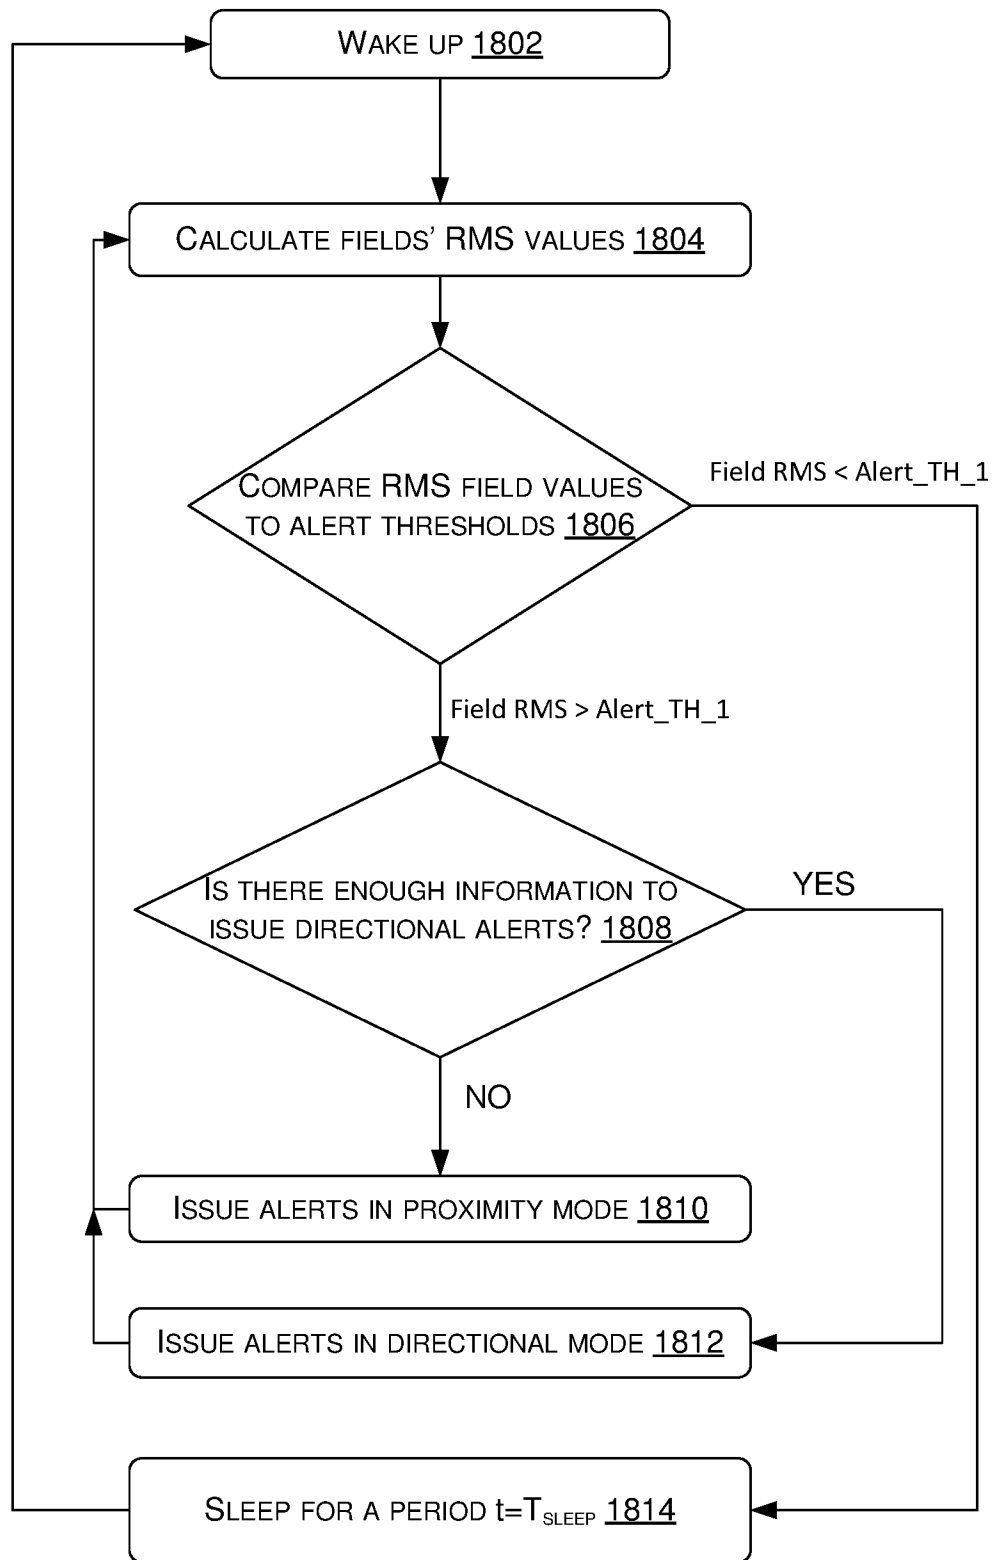 WAKE UP 1802
CALCULATE FIELDS' RMS VALUES 1804
Field RMS < Alert_TH_1
COMPARE RMS FIELD VALUES
TO ALERT THRESHOLDS 1806
Field RMS > Alert_TH_1
YES
IS THERE ENOUGH INFORMATION TO
ISSUE DIRECTIONAL ALERTS? 1808
NO
ISSUE ALERTS IN PROXIMITY MODE 1810
ISSUE ALERTS IN DIRECTIONAL MODE 1812
SLEEP FOR A PERIOD t=TSLEEP 1814